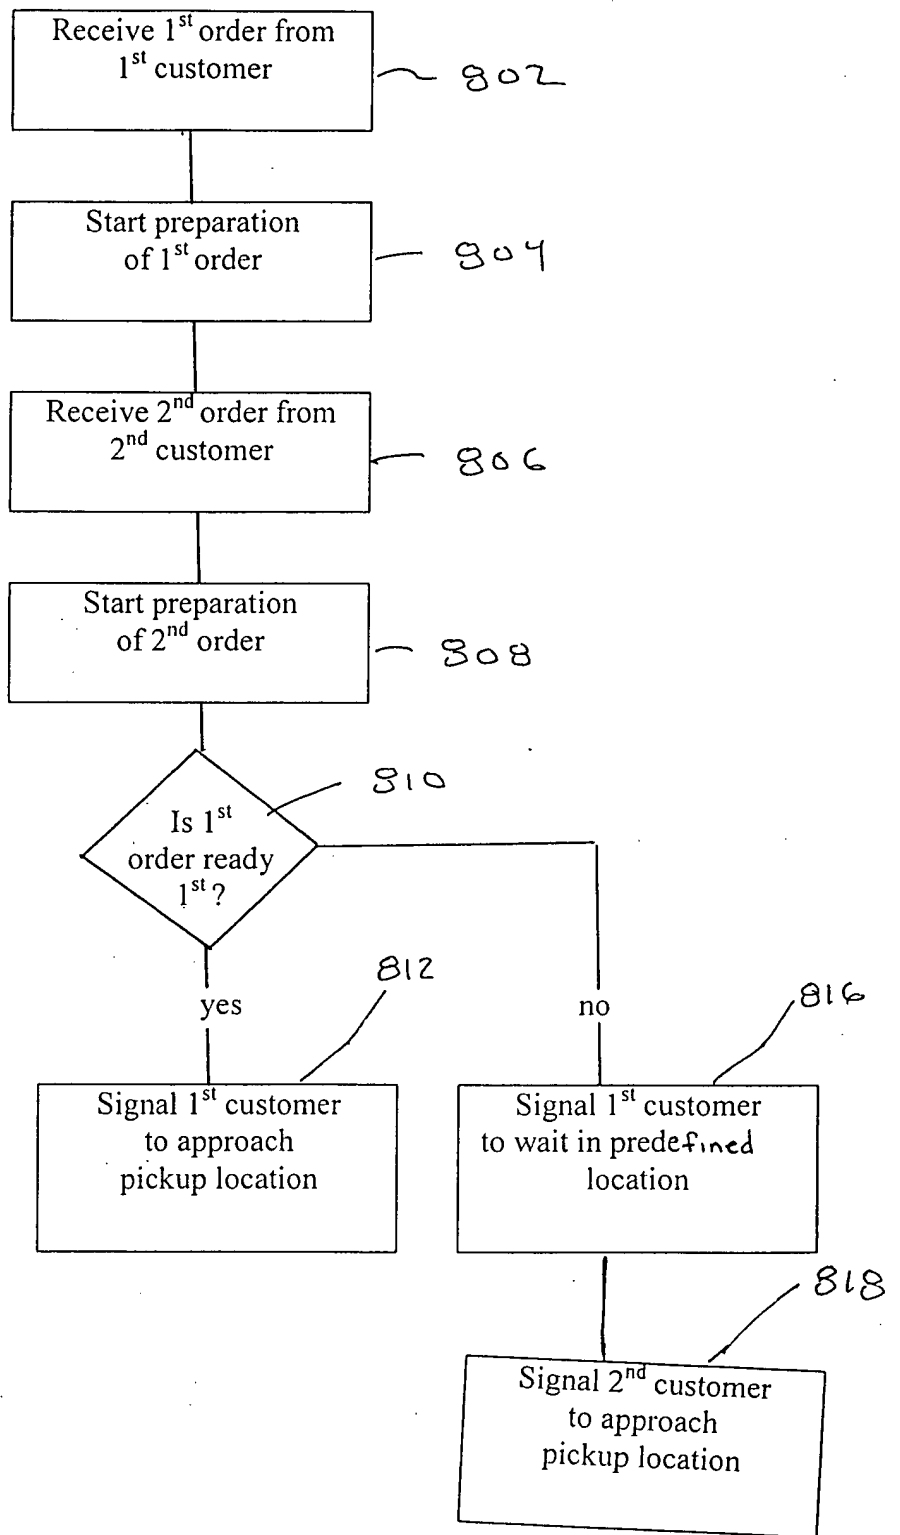 Receive 1st order from
1st customer
802
Start preparation
of 1st order
804
Receive 2nd order from
2nd customer
806
Start preparation
of 2nd order
808
810
Is 1st
order ready
1st?
812
yes
no
816
Signal 1st customer
to approach
pickup location
Signal 1st customer
to wait in predefined
location
818
Signal 2nd customer
to approach
pickup location